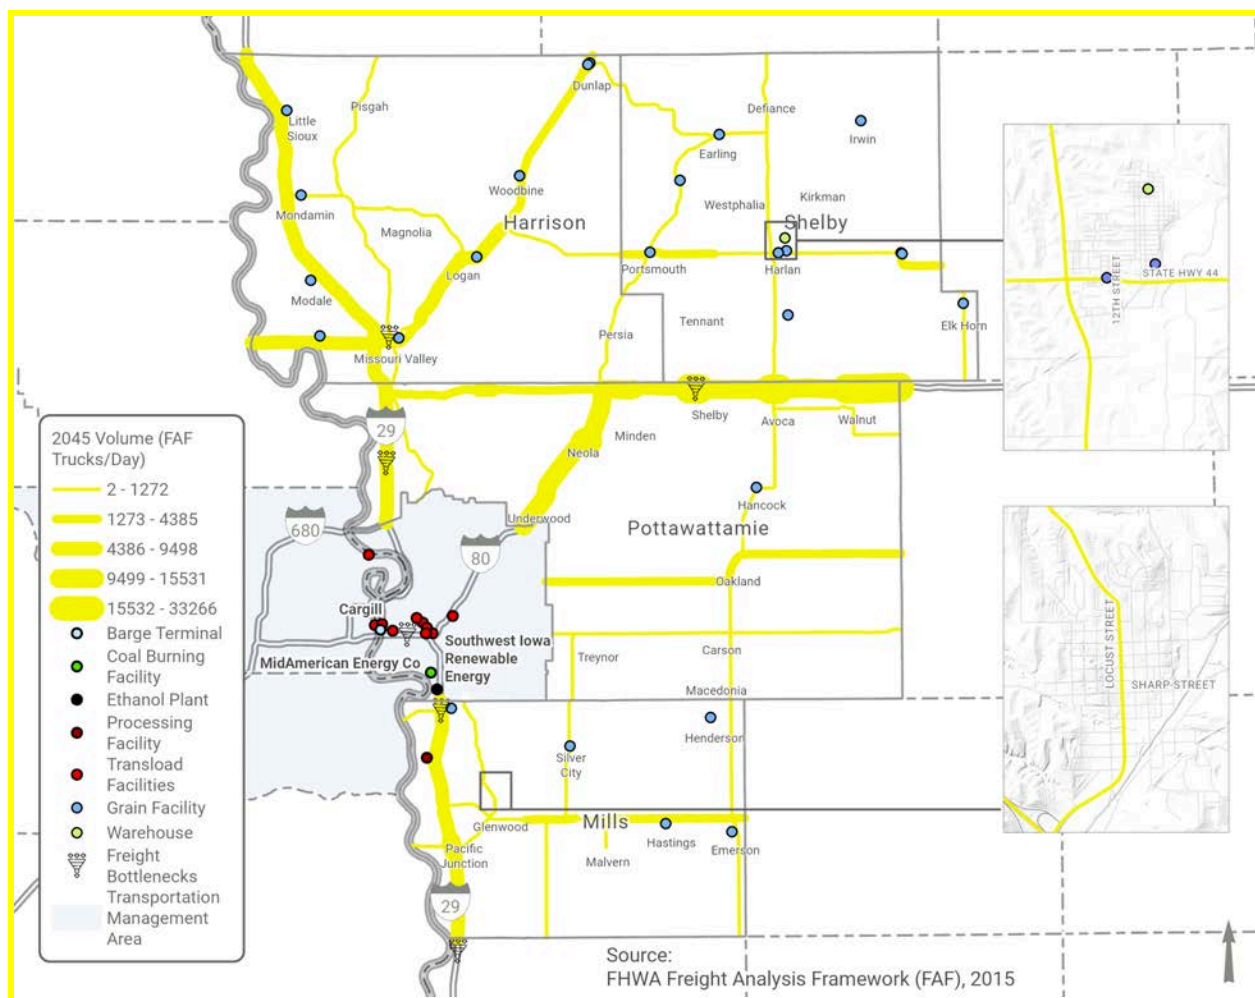 Dunlap
Pisgah
Defiance
Little
Sioux
Irwin
Earling
Woodbine
Westphalia
Kirkman
Mondamin
Harrison
Shelby
Magnolia
Logan
Portsmouth
Harlan
STATE HWY 44
12TH STREET
Modale
Tennant
Elk Horn
Persia
Missouri Valley
29
Shelby
Avoca
Walnut
Minden
Neola
Hancock
Underwood
Pottawattamie
680
80
Oakland
Cargill
Southwest Iowa
Renewable
Energy
MidAmerican Energy Co
Treynor
Carson
Macedonia
LOCUST STREET
SHARP STREET
Henderson
Silver
City
Glenwood
Mills
Hastings
Emerson
Malvern
Pacific
Junction
29
2045 Volume (FAF
Trucks/Day)
2 - 1272
1273 - 4385
4386 - 9498
9499 - 15531
15532 - 33266
Barge Terminal
Coal Burning
Facility
Ethanol Plant
Processing
Facility
Transload
Facilities
Grain Facility
Warehouse
Freight
Bottlenecks
Transportation
Management
Area
Source:
FHWA Freight Analysis Framework (FAF), 2015